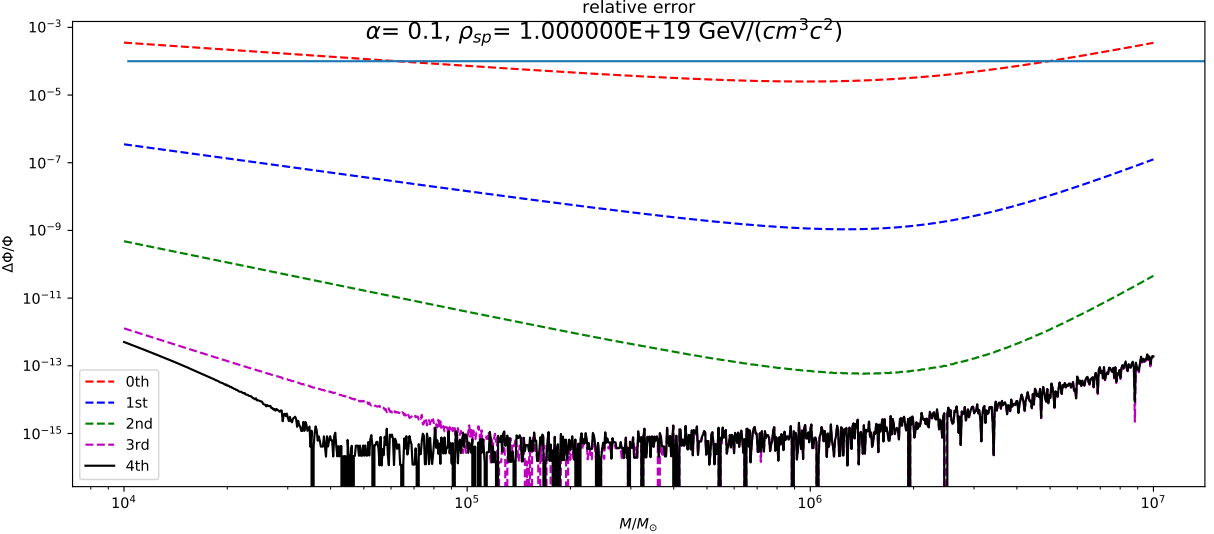 relative error
α= 0.1, ρ_sp= 1.000000E+19 GeV/(cm³c²)
ΔΦ/Φ
10⁻³
10⁻⁵
10⁻⁷
10⁻⁹
10⁻¹¹
10⁻¹³
10⁻¹⁵
0th
1st
2nd
3rd
4th
10⁴
10⁵
10⁶
10⁷
M/M_⊙